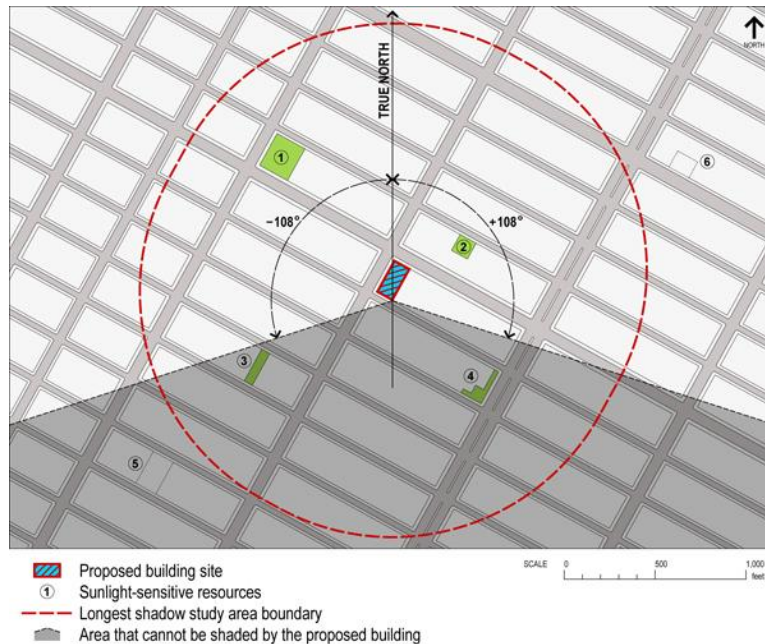 TRUE NORTH
NORTH
①
⑥
−108°
+108°
②
③
④
⑤
Proposed building site
① Sunlight-sensitive resources
Longest shadow study area boundary
Area that cannot be shaded by the proposed building
SCALE 0 500 1,000
feet